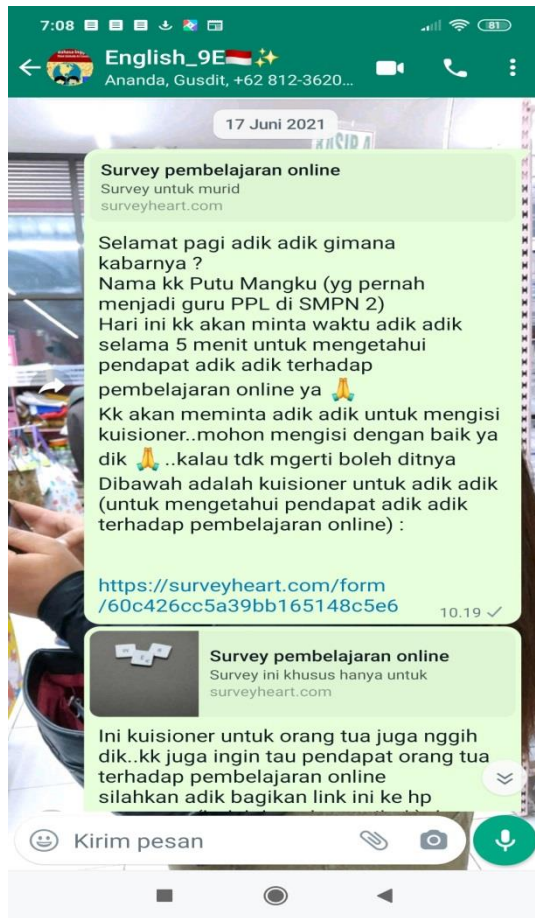 7:08
81
English_9E
Ananda, Gusdit, +62 812-3620...
17 Juni 2021
Survey pembelajaran online
Survey untuk murid
surveyheart.com
Selamat pagi adik adik gimana
kabarnya ?
Nama kk Putu Mangku (yg pernah
menjadi guru PPL di SMPN 2)
Hari ini kk akan minta waktu adik adik
selama 5 menit untuk mengetahui
pendapat adik adik terhadap
pembelajaran online ya 🙏
Kk akan meminta adik adik untuk mengisi
kuisioner..mohon mengisi dengan baik ya
dik 🙏 ..kalau tdk mgerti boleh ditnya
Dibawah adalah kuisioner untuk adik adik
(untuk mengetahui pendapat adik adik
terhadap pembelajaran online) :
https://surveyheart.com/form
/60c426cc5a39bb165148c5e6
10.19
Survey pembelajaran online
Survey ini khusus hanya untuk
surveyheart.com
Ini kuisioner untuk orang tua juga nggih
dik..kk juga ingin tau pendapat orang tua
terhadap pembelajaran online
silahkan adik bagikan link ini ke hp
Kirim pesan